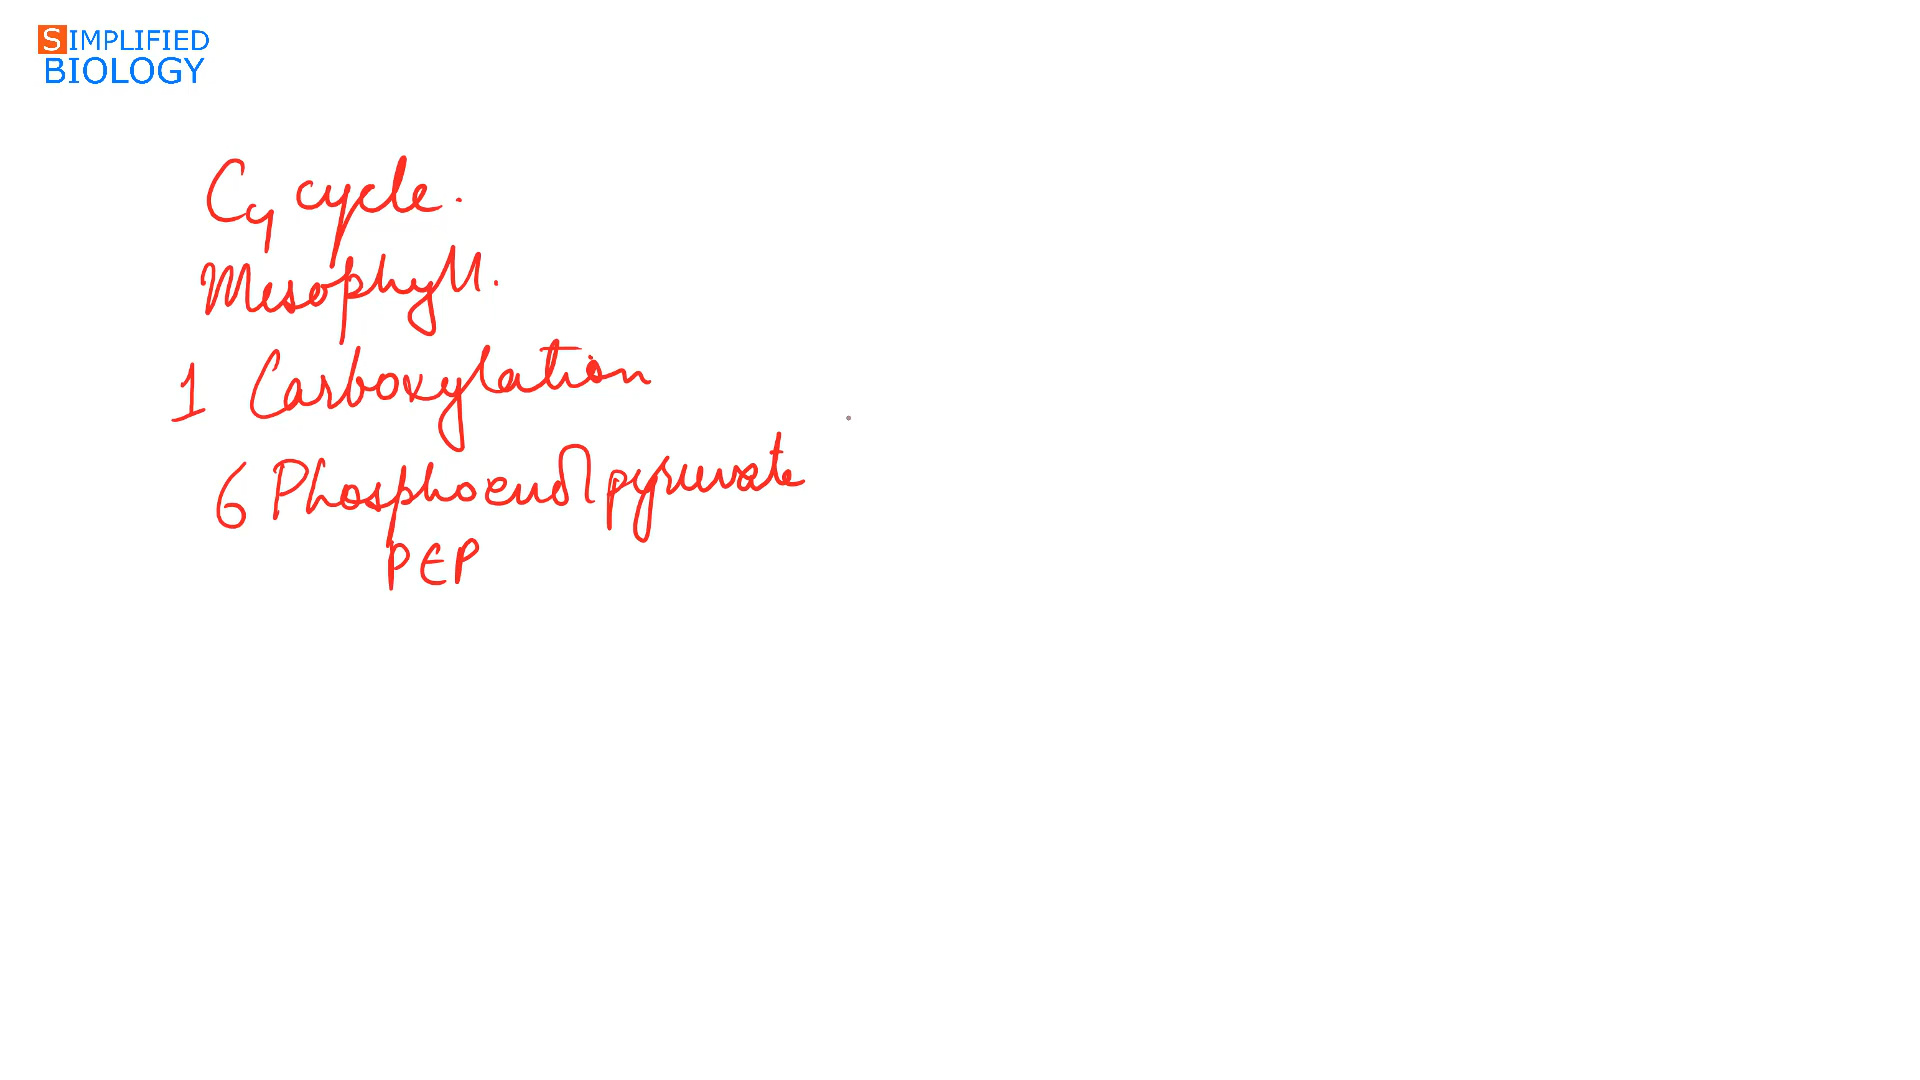 SIMPLIFIED
BIOLOGY
C4 cycle.
Mesophyll.
1 Carboxylation
6 Phosphoenolpyruvate
PEP